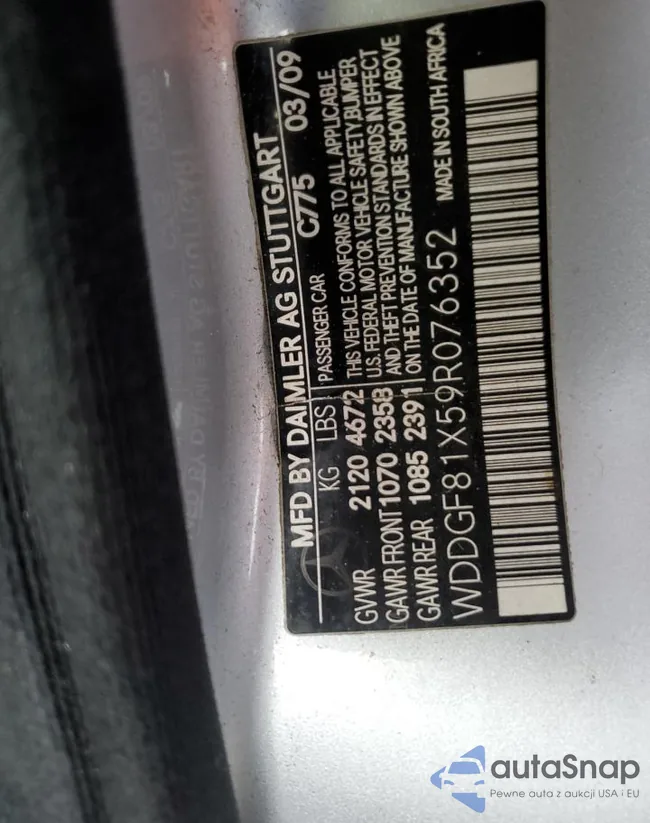 MFD BY DAIMLER AG STUTTGART
KG LBS PASSENGER CAR C775 03/09
GVWR 2120 4672 THIS VEHICLE CONFORMS TO ALL APPLICABLE
GAWR FRONT 1070 2358 U.S. FEDERAL MOTOR VEHICLE SAFETY, BUMPER
GAWR REAR 1085 2391 AND THEFT PREVENTION STANDARDS IN EFFECT
ON THE DATE OF MANUFACTURE SHOWN ABOVE
WDDGF81X59R076352 MADE IN SOUTH AFRICA
autaSnap
Pewne auta z aukcji USA i EU